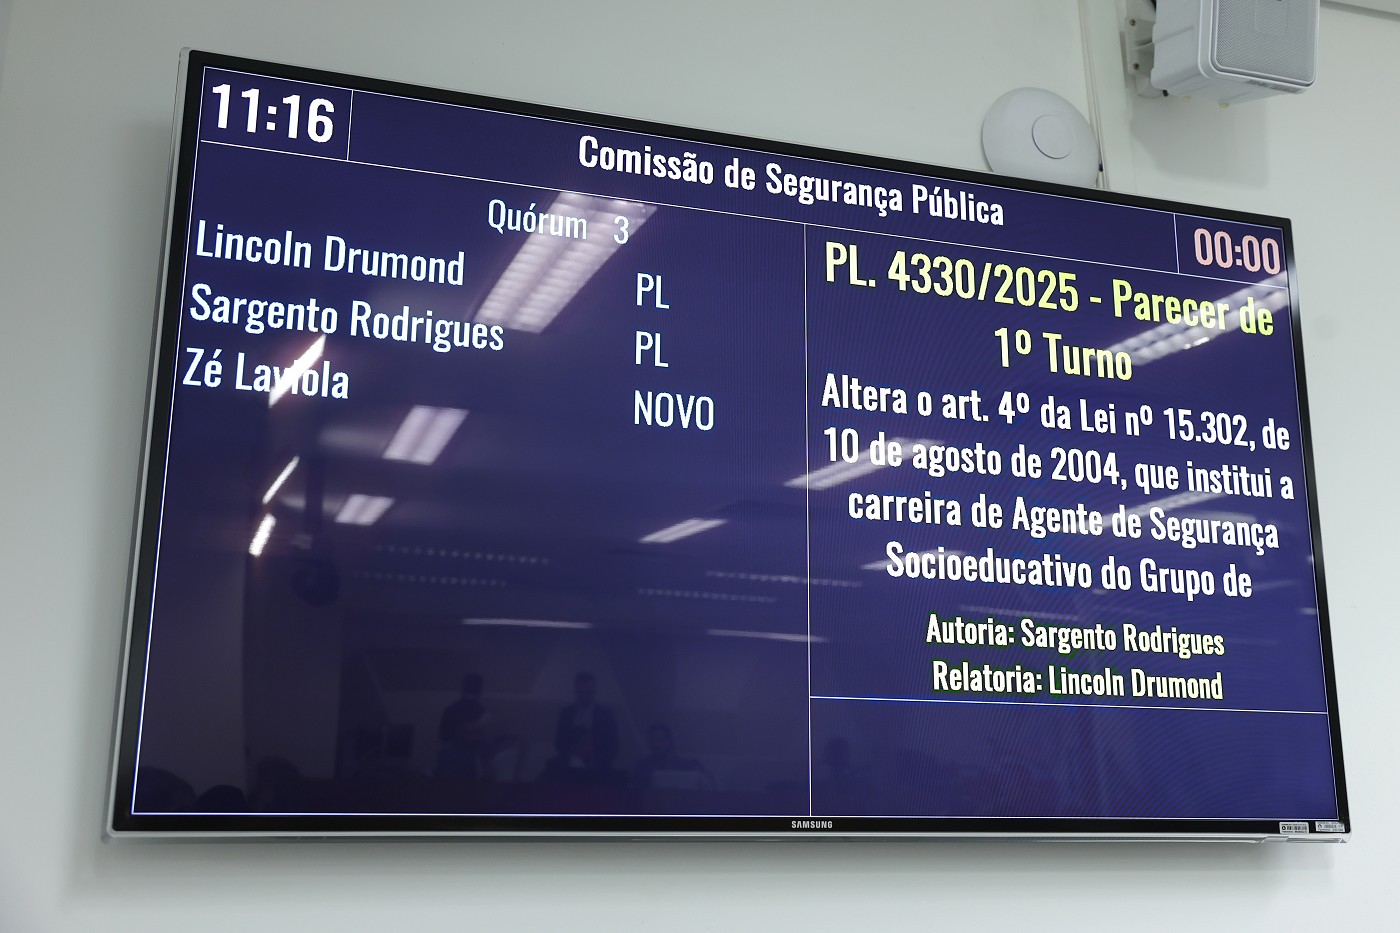 11:16
Comissão de Segurança Pública
00:00
Quórum 3
Lincoln Drumond PL
Sargento Rodrigues PL
Zé Laviola NOVO
PL. 4330/2025 - Parecer de
1º Turno
Altera o art. 4º da Lei nº 15.302, de
10 de agosto de 2004, que institui a
carreira de Agente de Segurança
Socioeducativo do Grupo de
Autoria: Sargento Rodrigues
Relatoria: Lincoln Drumond
SAMSUNG